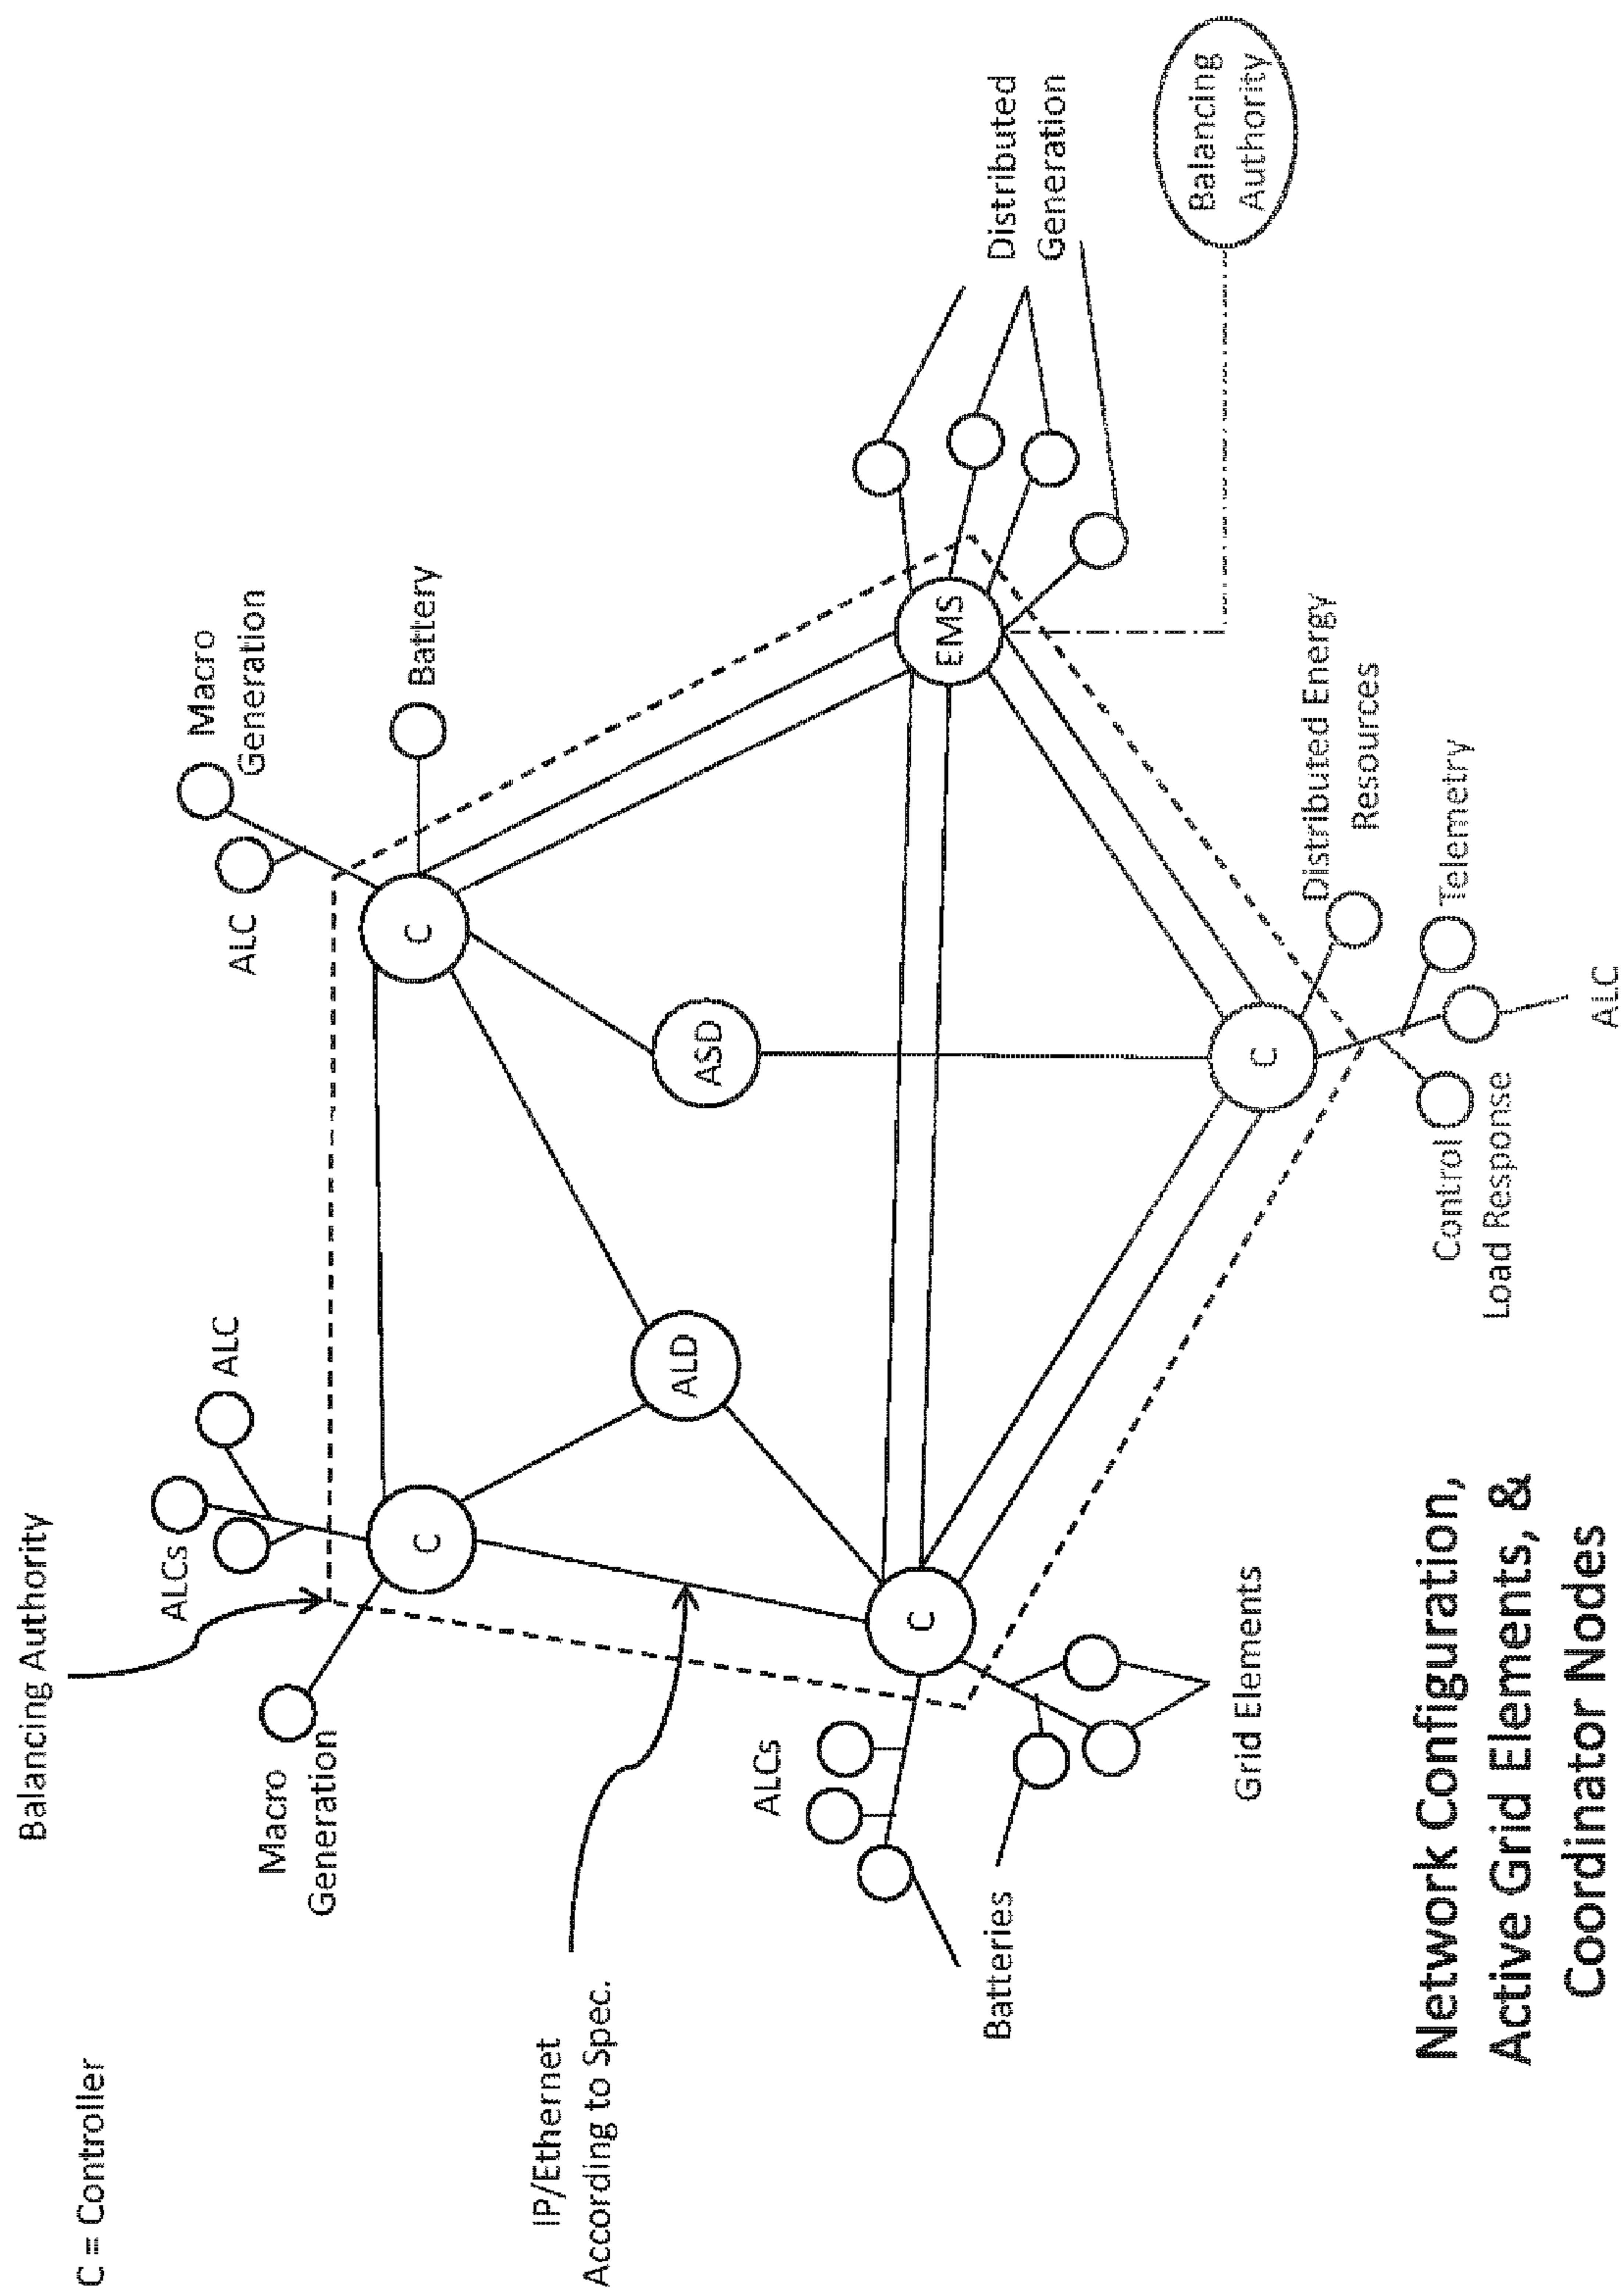 C = Controller
Balancing Authority
IP/Ethernet
According to Spec.
Macro
Generation
ALCs
ALC
ALC
Macro
Generation
Battery
C
C
ALD
ASD
ALCs
Batteries
C
EMS
Distributed
Generation
Balancing
Authority
Grid Elements
C
Distributed Energy
Resources
Telemetry
Control
Load Response
ALC
Network Configuration,
Active Grid Elements, &
Coordinator Nodes